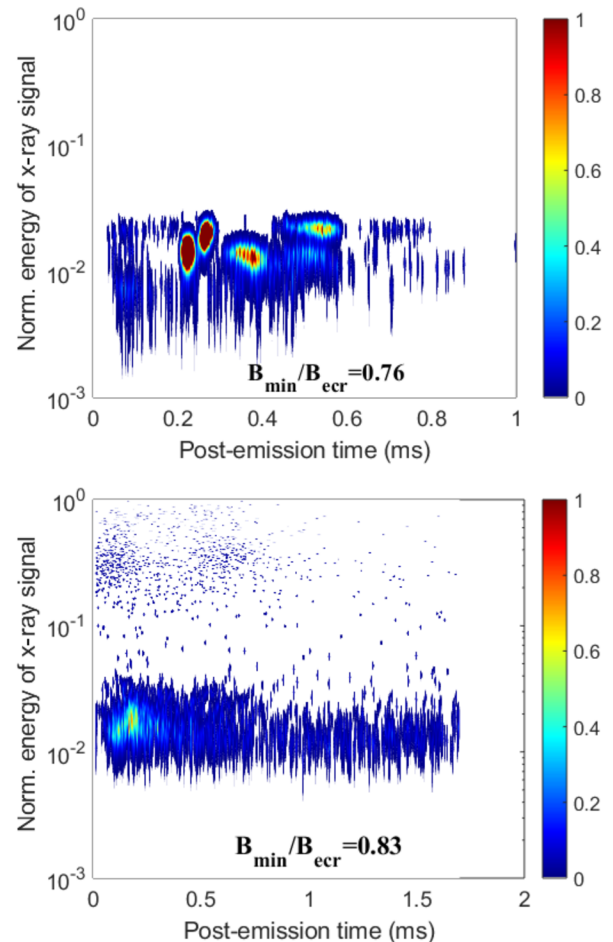 10^0
10^-1
10^-2
10^-3
Norm. energy of x-ray signal
B_min/B_ecr=0.76
0 0.2 0.4 0.6 0.8 1
Post-emission time (ms)
1
0.8
0.6
0.4
0.2
0
10^0
10^-1
10^-2
10^-3
Norm. energy of x-ray signal
B_min/B_ecr=0.83
0 0.5 1 1.5 2
Post-emission time (ms)
1
0.8
0.6
0.4
0.2
0